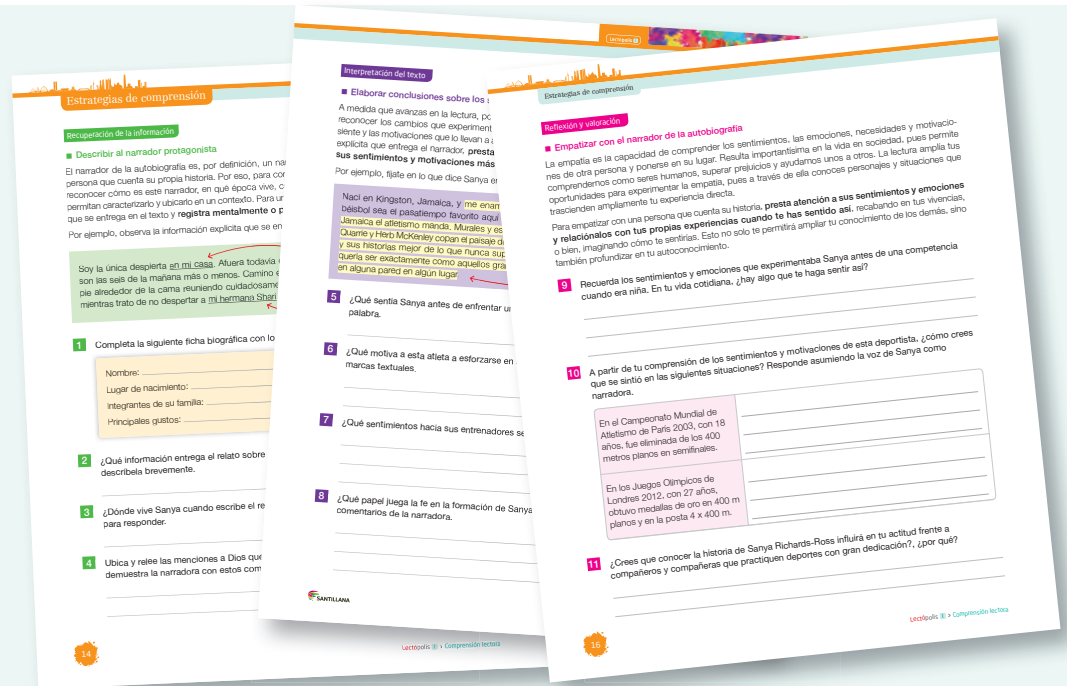 Estrategias de comprensión
Recuperación de la información
■ Describir al narrador protagonista
El narrador de la autobiografía es, por definición, un
persona que cuenta su propia historia. Por eso, para
reconocer cómo es este narrador, en qué época vive,
permitan caracterizarlo y ubicarlo en un contexto. Para
que se entrega en el texto y registra mentalmente o
Por ejemplo, observa la información explícita que se
Soy la única despierta en mi casa. Afuera todavía
son las seis de la mañana más o menos. Camino
pie alrededor de la cama reuniendo cuidadosame
mientras trato de no despertar a mi hermana Shari
1 Completa la siguiente ficha biográfica con
Nombre:
Lugar de nacimiento:
Integrantes de su familia:
Principales gustos:
2 ¿Qué información entrega el relato sobre
descríbela brevemente.
3 ¿Dónde vive Sanya cuando escribe el re
para responder.
4 Ubica y relee las menciones a Dios que
demuestra la narradora con estos com
14
Lectópolis › Comprensión lectora
Lectópolis
Interpretación del texto
■ Elaborar conclusiones sobre los
A medida que avanzas en la lectura,
reconocer los cambios que experiment
siente y las motivaciones que lo llevan a
explícita que entrega el narrador, presta
sus sentimientos y motivaciones más
Por ejemplo, fíjate en lo que dice Sanya
Nací en Kingston, Jamaica, y me enam
béisbol sea el pasatiempo favorito aquí
Jamaica el atletismo manda. Murales y es
Quarrie y Herb McKenley copan el paisaje
y sus historias mejor de lo que nunca sup
quería ser exactamente como aquellos gra
en alguna pared en algún lugar.
5 ¿Qué sentía Sanya antes de enfrentar
palabra.
6 ¿Qué motiva a esta atleta a esforzarse en
marcas textuales.
7 ¿Qué sentimientos hacia sus entrenadores se
8 ¿Qué papel juega la fe en la formación de Sanya
comentarios de la narradora.
SANTILLANA
Estrategias de comprensión
Reflexión y valoración
■ Empatizar con el narrador de la autobiografía
La empatía es la capacidad de comprender los sentimientos, las emociones, necesidades y motivacio-
nes de otra persona y ponerse en su lugar. Resulta importantísima en la vida en sociedad, pues permite
comprendernos como seres humanos, superar prejuicios y ayudarnos unos a otros. La lectura amplía tus
oportunidades para experimentar la empatía, pues a través de ella conoces personajes y situaciones que
trascienden ampliamente tu experiencia directa.
Para empatizar con una persona que cuenta su historia, presta atención a sus sentimientos y emociones
y relaciónalos con tus propias experiencias cuando te has sentido así, recabando en tus vivencias,
o bien, imaginando cómo te sentirías. Esto no solo te permitirá ampliar tu conocimiento de los demás, sino
también profundizar en tu autoconocimiento.
9 Recuerda los sentimientos y emociones que experimentaba Sanya antes de una competencia
cuando era niña. En tu vida cotidiana, ¿hay algo que te haga sentir así?
10 A partir de tu comprensión de los sentimientos y motivaciones de esta deportista, ¿cómo crees
que se sintió en las siguientes situaciones? Responde asumiendo la voz de Sanya como
narradora.
En el Campeonato Mundial de
Atletismo de París 2003, con 18
años, fue eliminada de los 400
metros planos en semifinales.
En los Juegos Olímpicos de
Londres 2012, con 27 años,
obtuvo medallas de oro en 400 m
planos y en la posta 4 x 400 m.
11 ¿Crees que conocer la historia de Sanya Richards-Ross influirá en tu actitud frente a
compañeros y compañeras que practiquen deportes con gran dedicación?, ¿por qué?
16
Lectópolis › Comprensión lectora